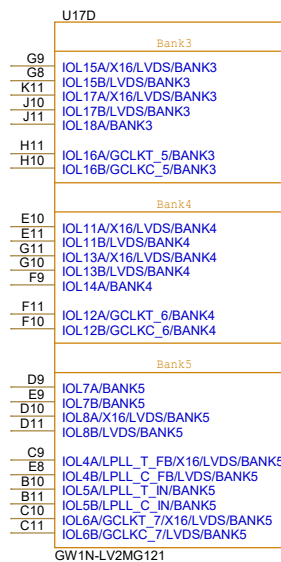 U17D
Bank3
G9 IOL15A/X16/LVDS/BANK3
G8 IOL15B/LVDS/BANK3
K11 IOL17A/X16/LVDS/BANK3
J10 IOL17B/LVDS/BANK3
J11 IOL18A/BANK3
H11 IOL16A/GCLKT_5/BANK3
H10 IOL16B/GCLKC_5/BANK3
Bank4
E10 IOL11A/X16/LVDS/BANK4
E11 IOL11B/LVDS/BANK4
G11 IOL13A/X16/LVDS/BANK4
G10 IOL13B/LVDS/BANK4
F9 IOL14A/BANK4
F11 IOL12A/GCLKT_6/BANK4
F10 IOL12B/GCLKC_6/BANK4
Bank5
D9 IOL7A/BANK5
E9 IOL7B/BANK5
D10 IOL8A/X16/LVDS/BANK5
D11 IOL8B/LVDS/BANK5
C9 IOL4A/LPLL_T_FB/X16/LVDS/BANK5
E8 IOL4B/LPLL_C_FB/LVDS/BANK5
B10 IOL5A/LPLL_T_IN/BANK5
B11 IOL5B/LPLL_C_IN/BANK5
C10 IOL6A/GCLKT_7/X16/LVDS/BANK5
C11 IOL6B/GCLKC_7/LVDS/BANK5
GW1N-LV2MG121